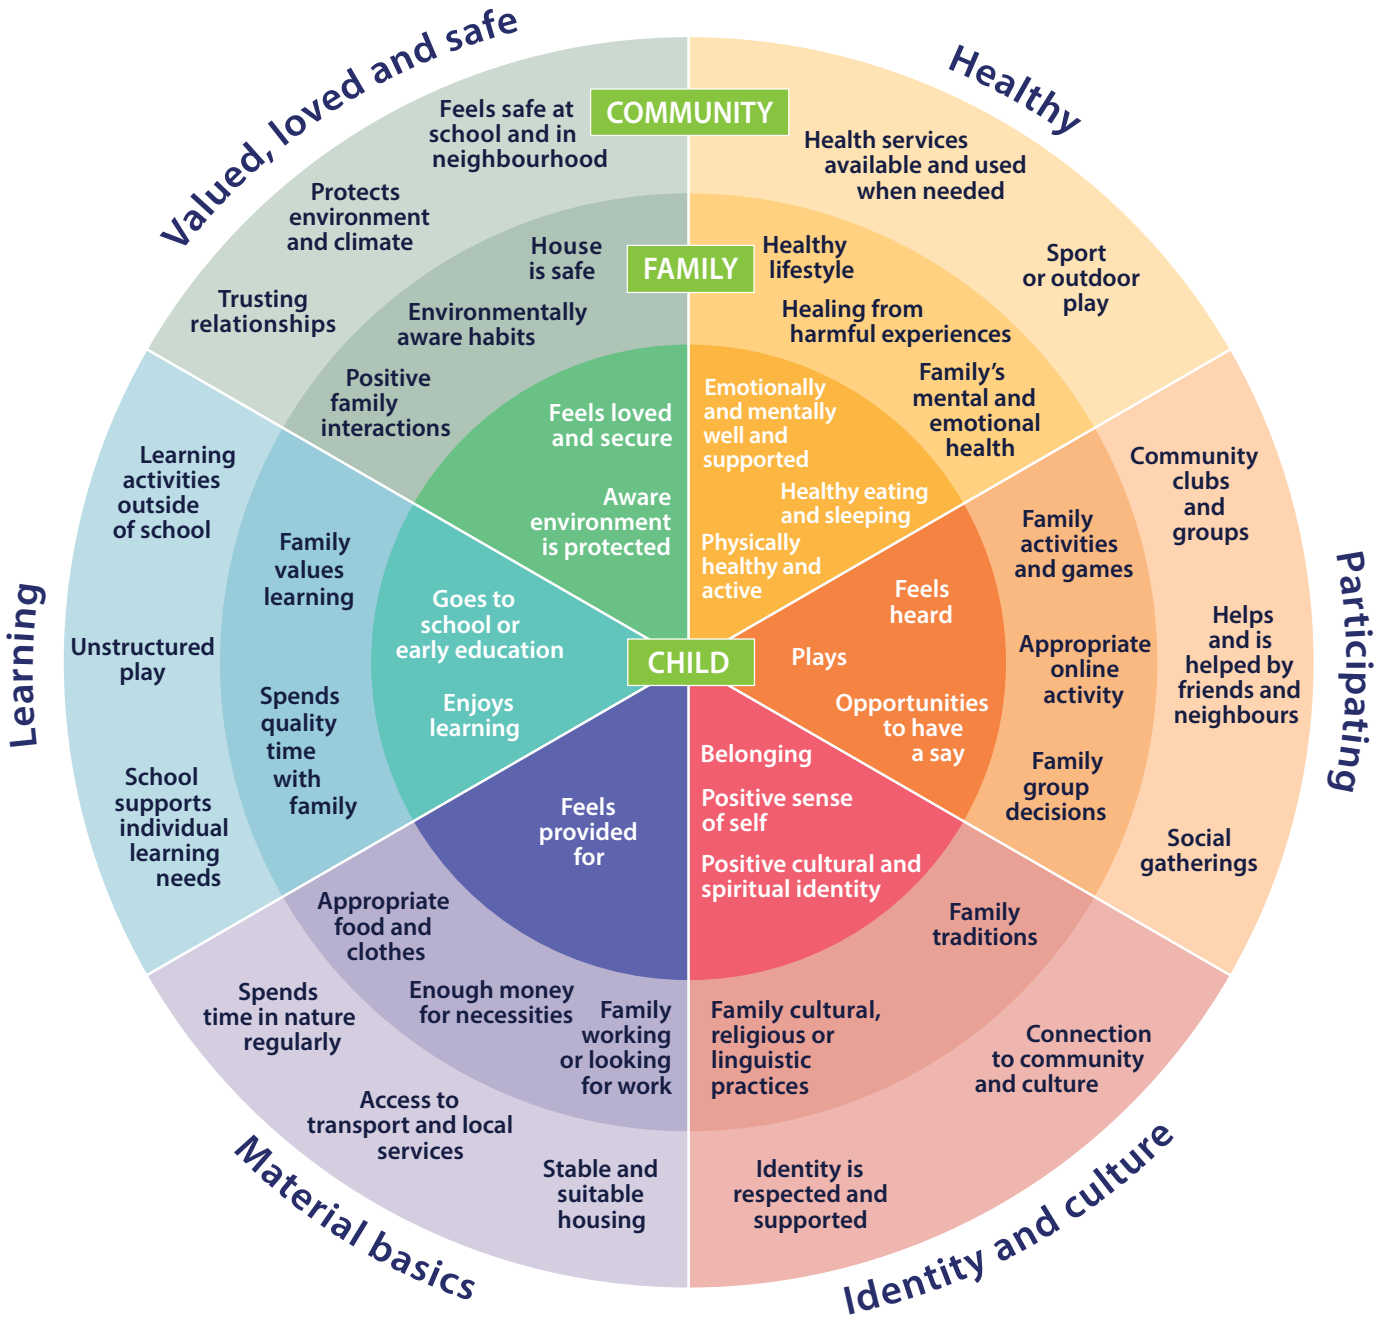 Valued, loved and safe
Healthy
Participating
Identity and culture
Material basics
Learning
COMMUNITY
FAMILY
CHILD
Feels safe at
school and in
neighbourhood
Protects
environment
and climate
Trusting
relationships
House
is safe
Environmentally
aware habits
Positive
family
interactions
Feels loved
and secure
Aware
environment
is protected
Health services
available and used
when needed
Sport
or outdoor
play
Healthy
lifestyle
Healing from
harmful experiences
Family's
mental and
emotional
health
Emotionally
and mentally
well and
supported
Healthy eating
and sleeping
Physically
healthy and
active
Community
clubs
and
groups
Helps
and is
helped by
friends and
neighbours
Social
gatherings
Family
activities
and games
Appropriate
online
activity
Family
group
decisions
Feels
heard
Plays
Opportunities
to have
a say
Belonging
Positive sense
of self
Positive cultural and
spiritual identity
Family
traditions
Family cultural,
religious or
linguistic
practices
Connection
to community
and culture
Identity is
respected and
supported
Feels
provided
for
Appropriate
food and
clothes
Enough money
for necessities
Family
working
or looking
for work
Spends
time in nature
regularly
Access to
transport and local
services
Stable and
suitable
housing
Goes to
school or
early education
Enjoys
learning
Family
values
learning
Spends
quality
time
with
family
Learning
activities
outside
of school
Unstructured
play
School
supports
individual
learning
needs